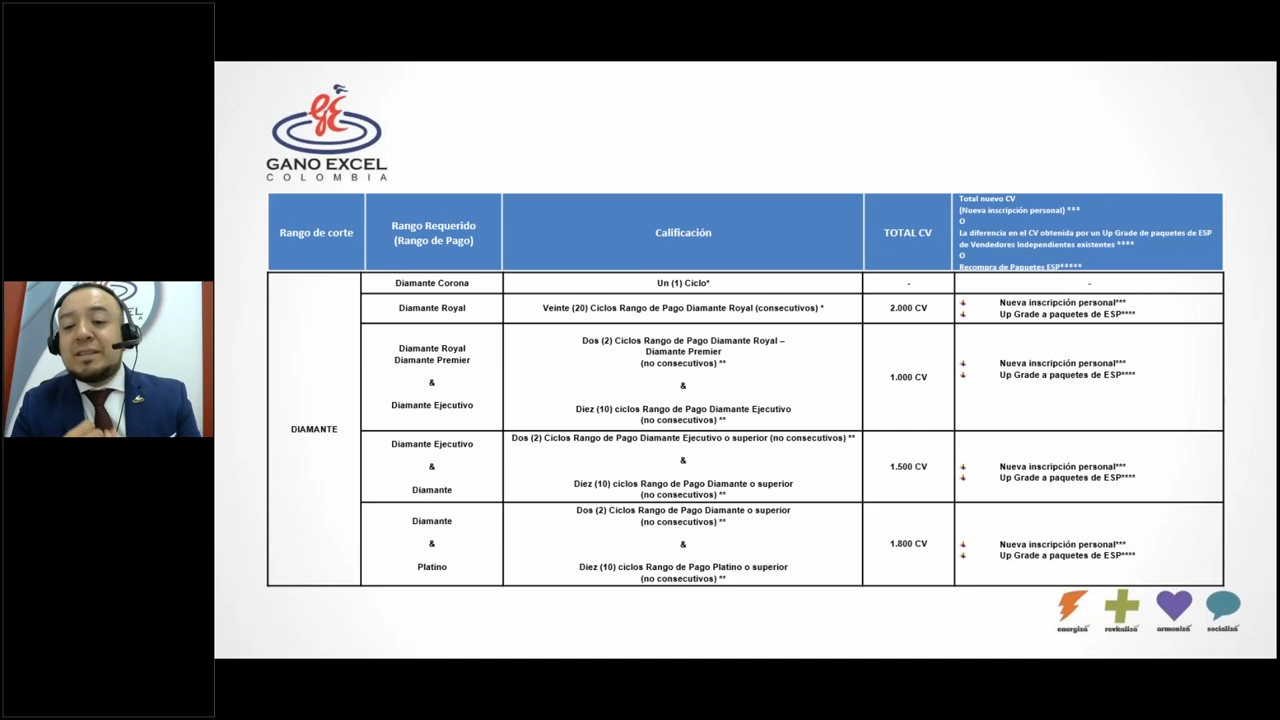 GE
GANO EXCEL
COLOMBIA
Rango de corte
Rango Requerido
(Rango de Pago)
Calificación
TOTAL CV
Total nuevo CV
(Nueva inscripción personal) ***
O
La diferencia en el CV obtenida por un Up Grade de paquetes de ESP
de Vendedores Independientes existentes ****
O
Recompra de Paquetes ESP*****
DIAMANTE
Diamante Corona
Un (1) Ciclo*
-
-
Diamante Royal
Veinte (20) Ciclos Rango de Pago Diamante Royal (consecutivos) *
2.000 CV
Nueva inscripción personal***
Up Grade a paquetes de ESP****
Diamante Royal
Diamante Premier
&
Diamante Ejecutivo
Dos (2) Ciclos Rango de Pago Diamante Royal –
Diamante Premier
(no consecutivos) **
&
Diez (10) ciclos Rango de Pago Diamante Ejecutivo
(no consecutivos) **
1.000 CV
Nueva inscripción personal***
Up Grade a paquetes de ESP****
Diamante Ejecutivo
&
Diamante
Dos (2) Ciclos Rango de Pago Diamante Ejecutivo o superior (no consecutivos) **
&
Diez (10) ciclos Rango de Pago Diamante o superior
(no consecutivos) **
1.500 CV
Nueva inscripción personal***
Up Grade a paquetes de ESP****
Diamante
&
Platino
Dos (2) Ciclos Rango de Pago Diamante o superior
(no consecutivos) **
&
Diez (10) ciclos Rango de Pago Platino o superior
(no consecutivos) **
1.800 CV
Nueva inscripción personal***
Up Grade a paquetes de ESP****
energizá
revitalizá
armonizá
socializá